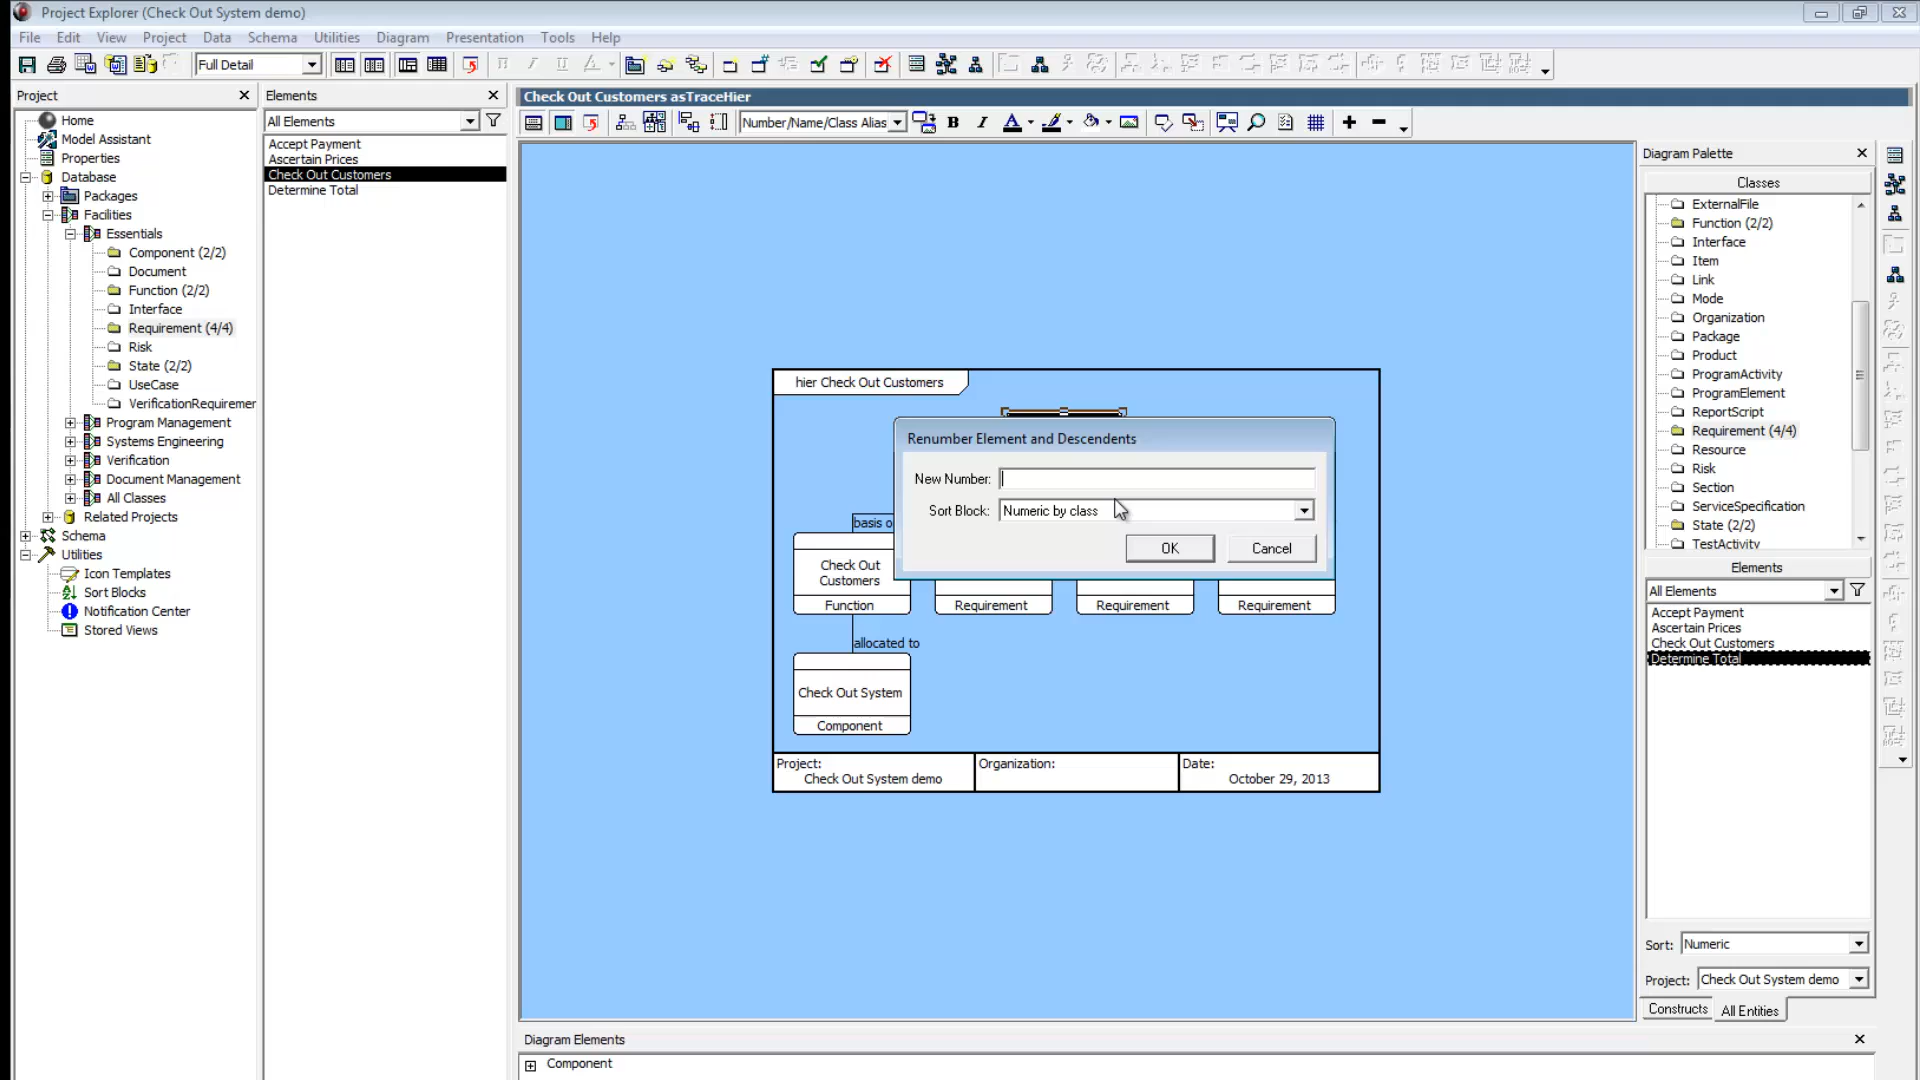 Project Explorer (Check Out System demo)
File Edit View Project Data Schema Utilities Diagram Presentation Tools Help
Full Detail
Project
Home
Model Assistant
Properties
Database
Packages
Facilities
Essentials
Component (2/2)
Document
Function (2/2)
Interface
Requirement (4/4)
Risk
State (2/2)
UseCase
VerificationRequiremen
Program Management
Systems Engineering
Verification
Document Management
All Classes
Related Projects
Schema
Utilities
Icon Templates
Sort Blocks
Notification Center
Stored Views
Elements
All Elements
Accept Payment
Ascertain Prices
Check Out Customers
Determine Total
Check Out Customers asTraceHier
Number/Name/Class Alias
B I A
hier Check Out Customers
Renumber Element and Descendents
New Number:
Sort Block: Numeric by class
OK Cancel
basis o
Check Out
Customers
Function
Requirement
Requirement
Requirement
allocated to
Check Out System
Component
Project:
Check Out System demo
Organization:
Date:
October 29, 2013
Diagram Elements
Component
Diagram Palette
Classes
ExternalFile
Function (2/2)
Interface
Item
Link
Mode
Organization
Package
Product
ProgramActivity
ProgramElement
ReportScript
Requirement (4/4)
Resource
Risk
Section
ServiceSpecification
State (2/2)
TestActivity
Elements
All Elements
Accept Payment
Ascertain Prices
Check Out Customers
Determine Total
Sort: Numeric
Project: Check Out System demo
Constructs All Entities